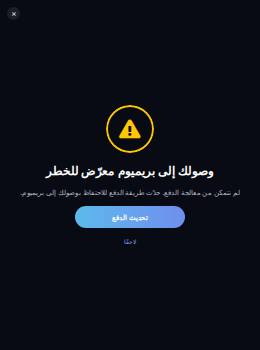 وصولك إلى بريميوم معرّض للخطر
لم نتمكن من معالجة الدفع. حدّث طريقة الدفع للاحتفاظ بوصولك إلى بريميوم.
تحديث الدفع
لاحقًا